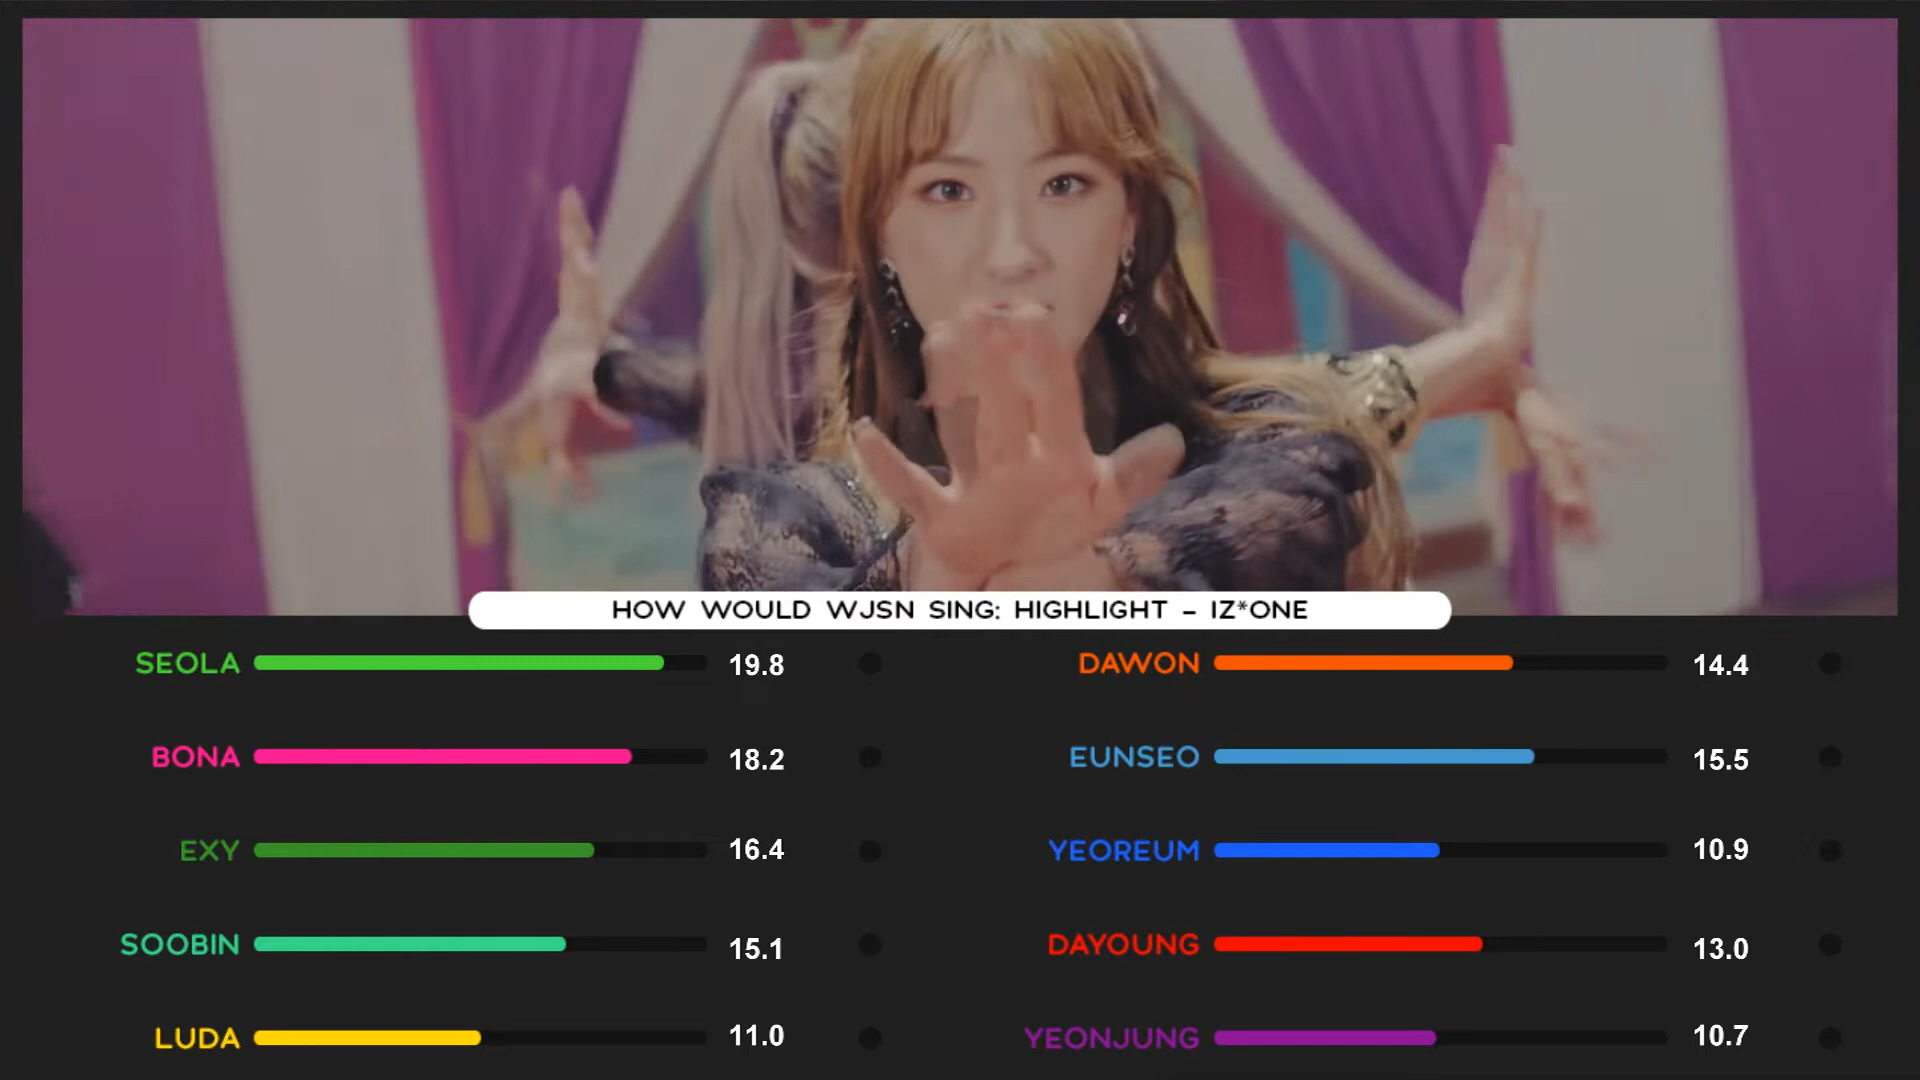 HOW WOULD WJSN SING: HIGHLIGHT - IZ*ONE
SEOLA 19.8
BONA 18.2
EXY 16.4
SOOBIN 15.1
LUDA 11.0
DAWON 14.4
EUNSEO 15.5
YEOREUM 10.9
DAYOUNG 13.0
YEONJUNG 10.7